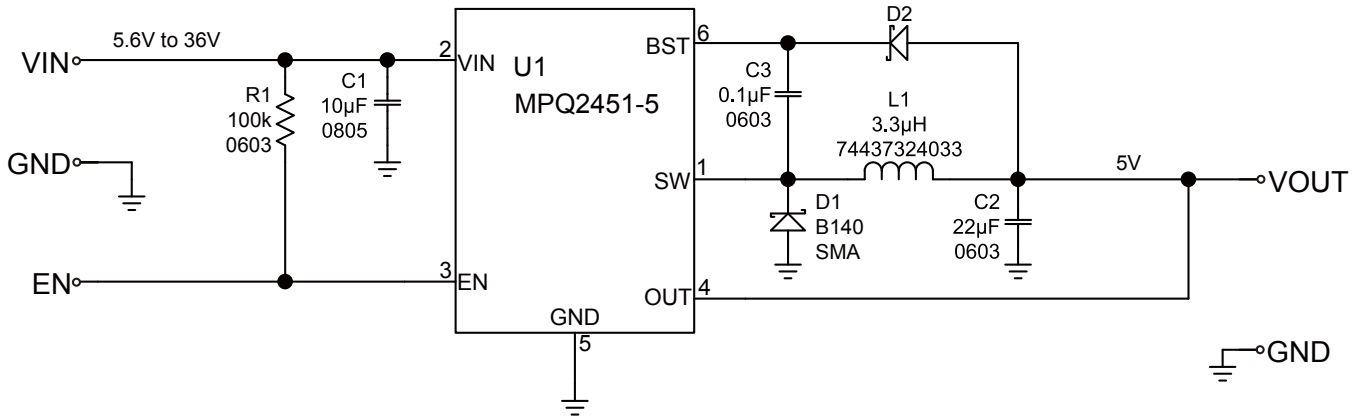 VIN
5.6V to 36V
R1
100k
0603
C1
10µF
0805
GND
EN
2
VIN
3
EN
U1
MPQ2451-5
GND
5
BST
6
SW
1
OUT
4
C3
0.1µF
0603
D2
L1
3.3µH
74437324033
D1
B140
SMA
C2
22µF
0603
5V
VOUT
GND